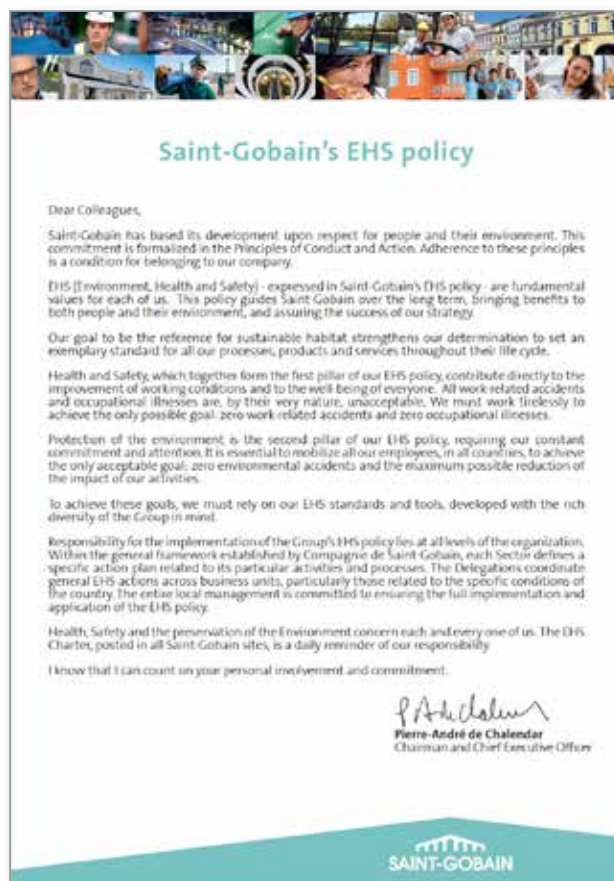 Saint-Gobain's EHS policy
Dear Colleagues,
Saint-Gobain has based its development upon respect for people and their environment. This
commitment is formalized in the Principles of Conduct and Action. Adherence to these principles
is a condition for belonging to our company.
EHS (Environment, Health and Safety) - expressed in Saint-Gobain's EHS policy - are fundamental
values for each of us. This policy guides Saint-Gobain over the long term, bringing benefits to
both people and their environment, and assuring the success of our strategy.
Our goal to be the reference for sustainable habitat strengthens our determination to set an
exemplary standard for all our processes, products and services throughout their life cycle.
Health and Safety, which together form the first pillar of our EHS policy, contribute directly to the
improvement of working conditions and to the well-being of everyone. All work-related accidents
and occupational illnesses are, by their very nature, unacceptable. We must work tirelessly to
achieve the only possible goal: zero work-related accidents and zero occupational illnesses.
Protection of the environment is the second pillar of our EHS policy, requiring our constant
commitment and attention. It is essential to mobilize all our employees, in all countries, to achieve
the only acceptable goal: zero environmental accidents and the maximum possible reduction of
the impact of our activities.
To achieve these goals, we must rely on our EHS standards and tools, developed with the rich
diversity of the Group in mind.
Responsibility for the implementation of the Group's EHS policy lies at all levels of the organization.
Within the general framework established by Compagnie de Saint-Gobain, each Sector defines a
specific action plan related to its particular activities and processes. The Delegations coordinate
general EHS actions across business units, particularly those related to the specific conditions of
the country. The entire local management is committed to ensuring the full implementation and
application of the EHS policy.
Health, Safety and the preservation of the Environment concern each and every one of us. The EHS
Charter, posted in all Saint-Gobain sites, is a daily reminder of our responsibility.
I know that I can count on your personal involvement and commitment.
Pierre-André de Chalendar
Chairman and Chief Executive Officer
SAINT-GOBAIN